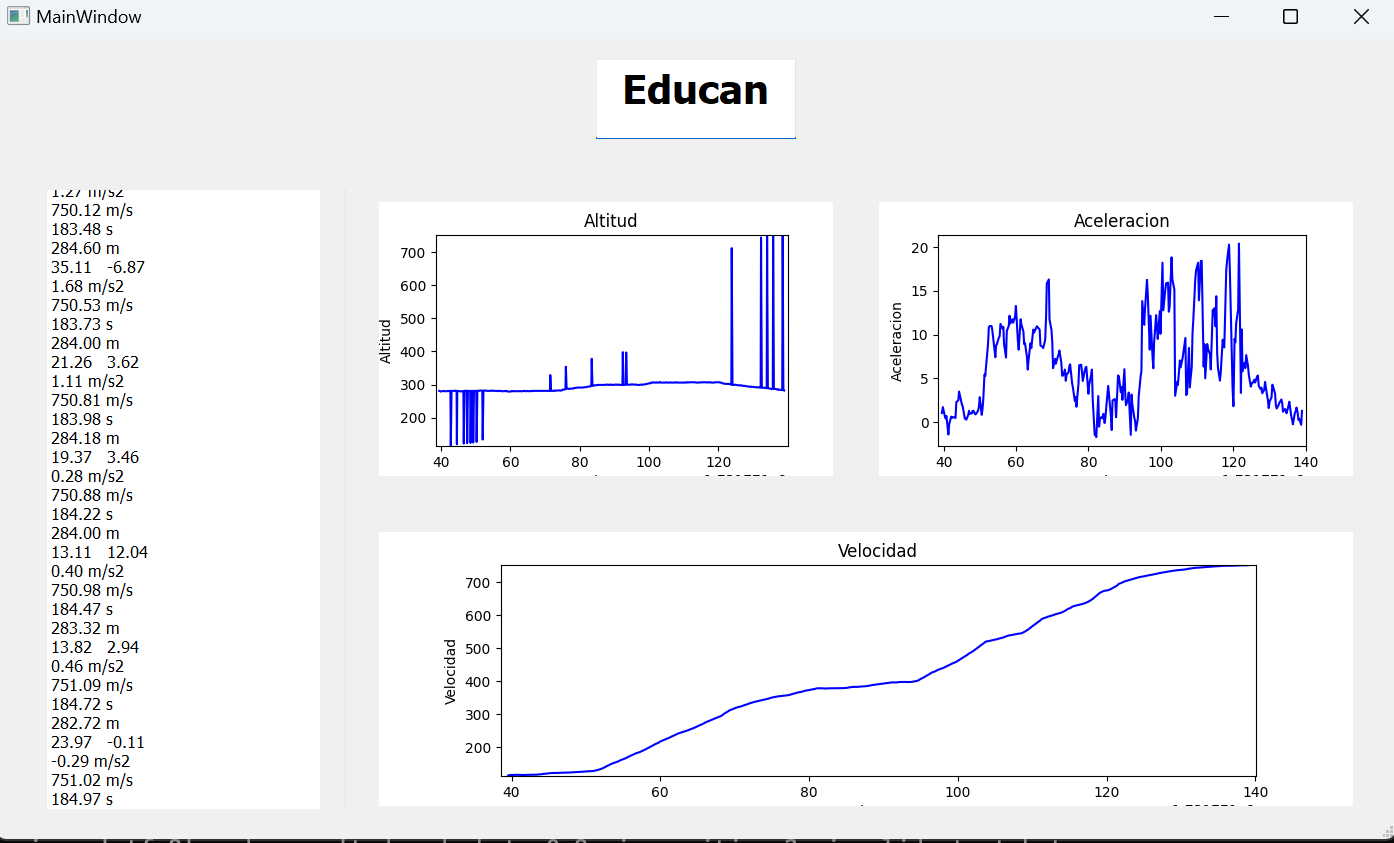 MainWindow
Educan
1.27 m/s2
750.12 m/s
183.48 s
284.60 m
35.11 -6.87
1.68 m/s2
750.53 m/s
183.73 s
284.00 m
21.26 3.62
1.11 m/s2
750.81 m/s
183.98 s
284.18 m
19.37 3.46
0.28 m/s2
750.88 m/s
184.22 s
284.00 m
13.11 12.04
0.40 m/s2
750.98 m/s
184.47 s
283.32 m
13.82 2.94
0.46 m/s2
751.09 m/s
184.72 s
282.72 m
23.97 -0.11
-0.29 m/s2
751.02 m/s
184.97 s
Altitud
Altitud
700
600
500
400
300
200
40 60 80 100 120
Aceleracion
Aceleracion
20
15
10
5
0
40 60 80 100 120 140
Velocidad
Velocidad
700
600
500
400
300
200
40 60 80 100 120 140